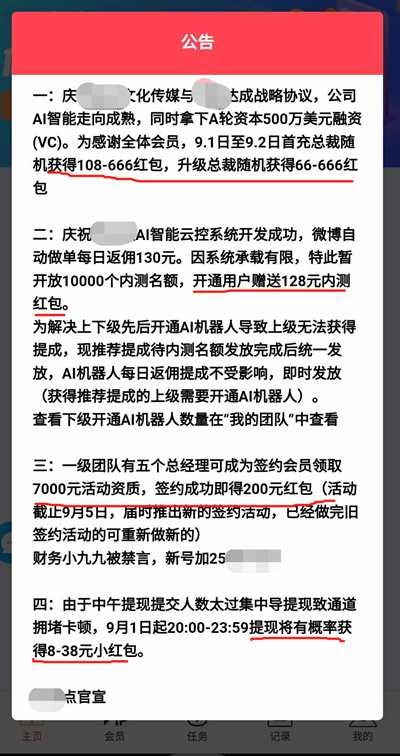 公告
一：庆 文化传媒与 达成战略协议，公司
AI智能走向成熟，同时拿下A轮资本500万美元融资
(VC)。为感谢全体会员，9.1日至9.2日首充总裁随
机获得108-666红包，升级总裁随机获得66-666红
包
二：庆祝 AI智能云控系统开发成功，微博自
动做单每日返佣130元。因系统承载有限，特此暂
开放10000个内测名额，开通用户赠送128元内测
红包。
为解决上下级先后开通AI机器人导致上级无法获得
提成，现推荐提成待内测名额发放完成后统一发
放，AI机器人每日返佣提成不受影响，即时发放
（获得推荐提成的上级需要开通AI机器人）。
查看下级开通AI机器人数量在“我的团队”中查看
三：一级团队有五个总经理可成为签约会员领取
7000元活动资质，签约成功即得200元红包（活动
截止9月5日，届时推出新的签约活动，已经做完旧
签约活动的可重新做新的）
财务小九九被禁言，新号加25
四：由于中午提现提交人数太过集中导提现致通道
拥堵卡顿，9月1日起20:00-23:59提现将有概率获
得8-38元小红包。
点官宣
主页 会员 任务 记录 我的